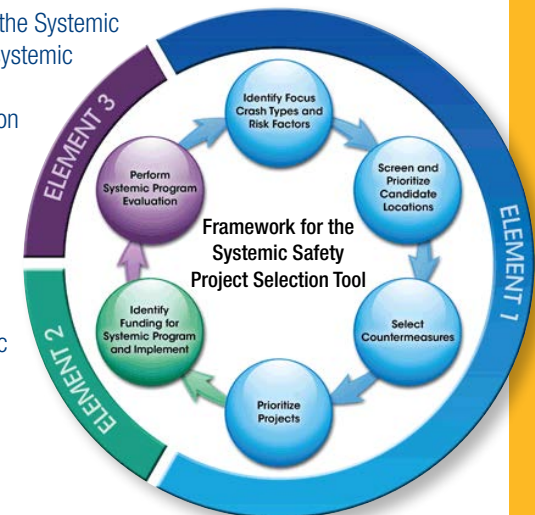 the Systemic
ystemic
on
c
ELEMENT 3
ELEMENT 1
ELEMENT 2
Identify Focus
Crash Types and
Risk Factors
Screen and
Prioritize
Candidate
Locations
Select
Countermeasures
Prioritize
Projects
Identify
Funding for
Systemic Program
and Implement
Perform
Systemic Program
Evaluation
Framework for the
Systemic Safety
Project Selection Tool